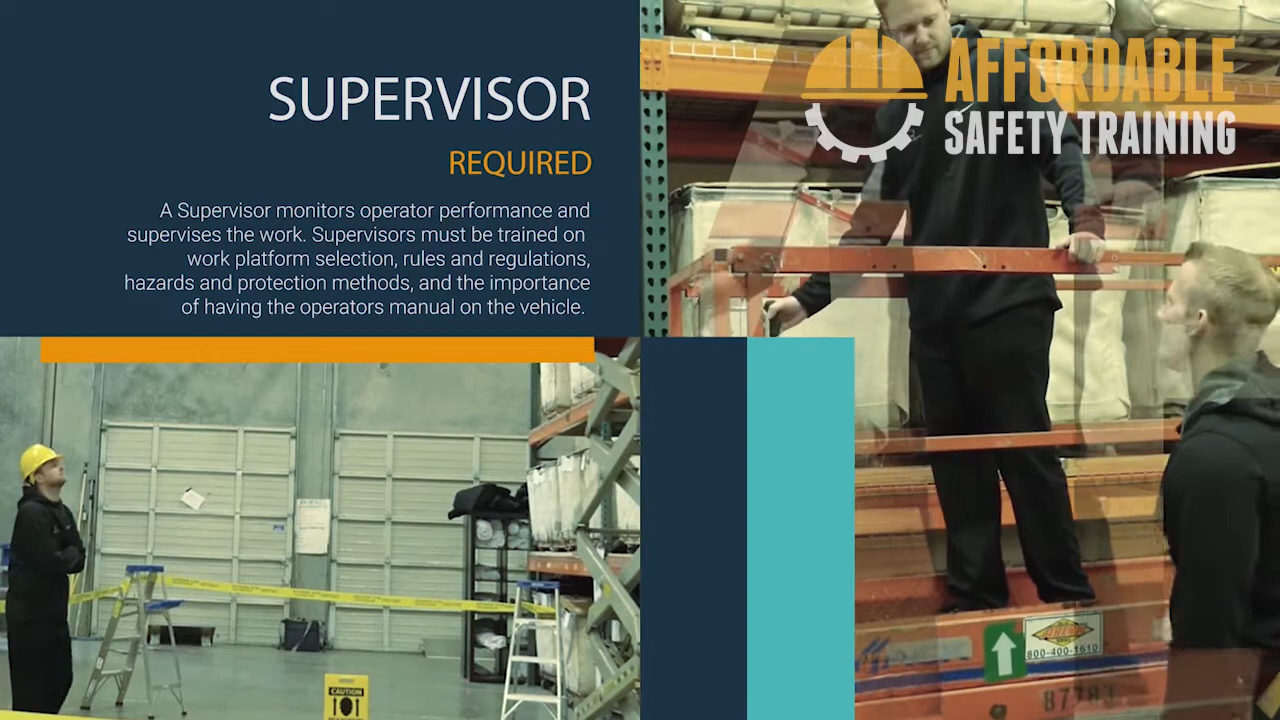 SUPERVISOR
REQUIRED
A Supervisor monitors operator performance and
supervises the work. Supervisors must be trained on
work platform selection, rules and regulations,
hazards and protection methods, and the importance
of having the operators manual on the vehicle.
AFFORDABLE
SAFETY TRAINING
800-400-1610
CAUTION